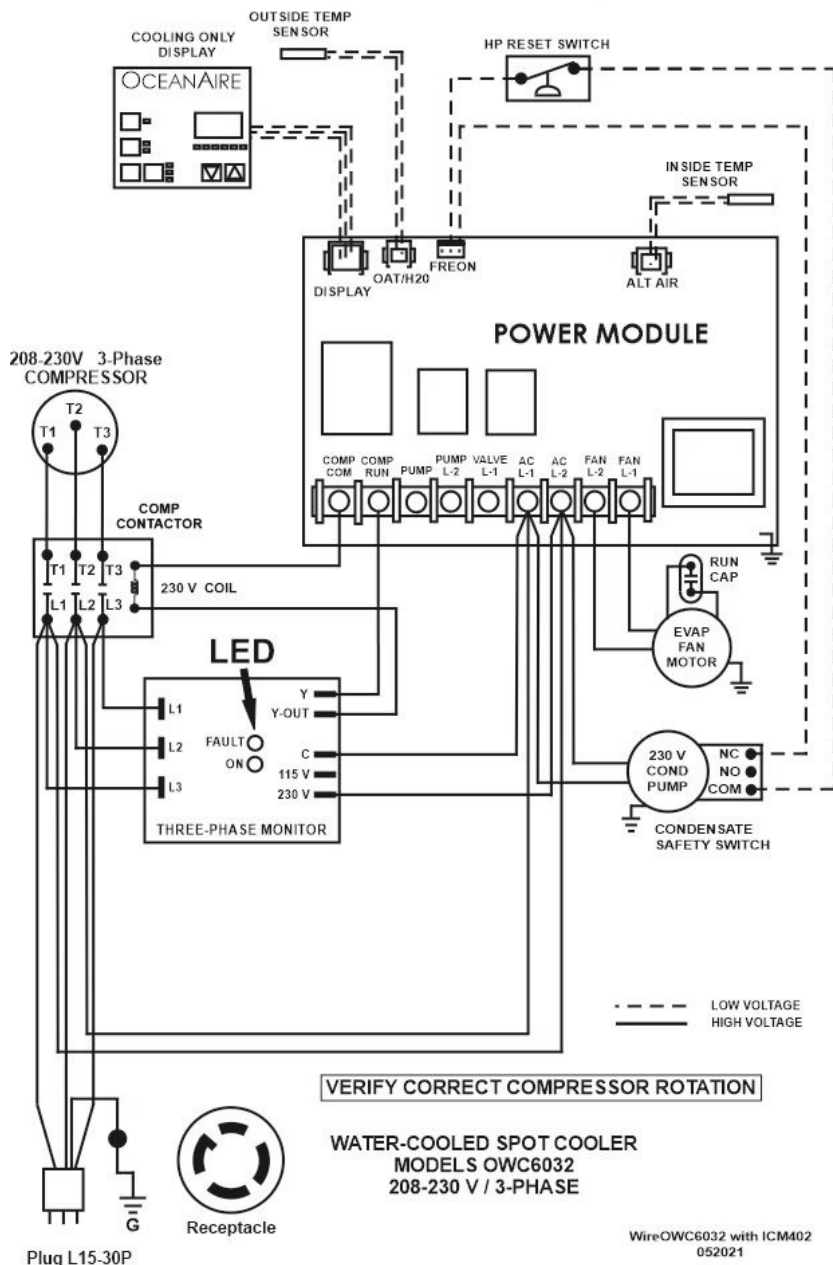 OUTSIDE TEMP
SENSOR
COOLING ONLY
DISPLAY
OCEANAIRE
HP RESET SWITCH
INSIDE TEMP
SENSOR
DISPLAY
OAT/H20
FREON
ALT AIR
POWER MODULE
208-230V 3-Phase
COMPRESSOR
T1
T2
T3
COMP
COM
COMP
RUN
PUMP
PUMP
L-2
VALVE
L-1
AC
L-1
AC
L-2
FAN
L-2
FAN
L-1
COMP
CONTACTOR
T1
T2
T3
230 V COIL
L1
L2
L3
RUN
CAP
EVAP
FAN
MOTOR
LED
Y
Y-OUT
L1
L2
L3
FAULT
ON
C
115 V
230 V
THREE-PHASE MONITOR
230 V
COND
PUMP
NC
NO
COM
CONDENSATE
SAFETY SWITCH
LOW VOLTAGE
HIGH VOLTAGE
VERIFY CORRECT COMPRESSOR ROTATION
WATER-COOLED SPOT COOLER
MODELS OWC6032
208-230 V / 3-PHASE
G
Receptacle
Plug L15-30P
WireOWC6032 with ICM402
052021